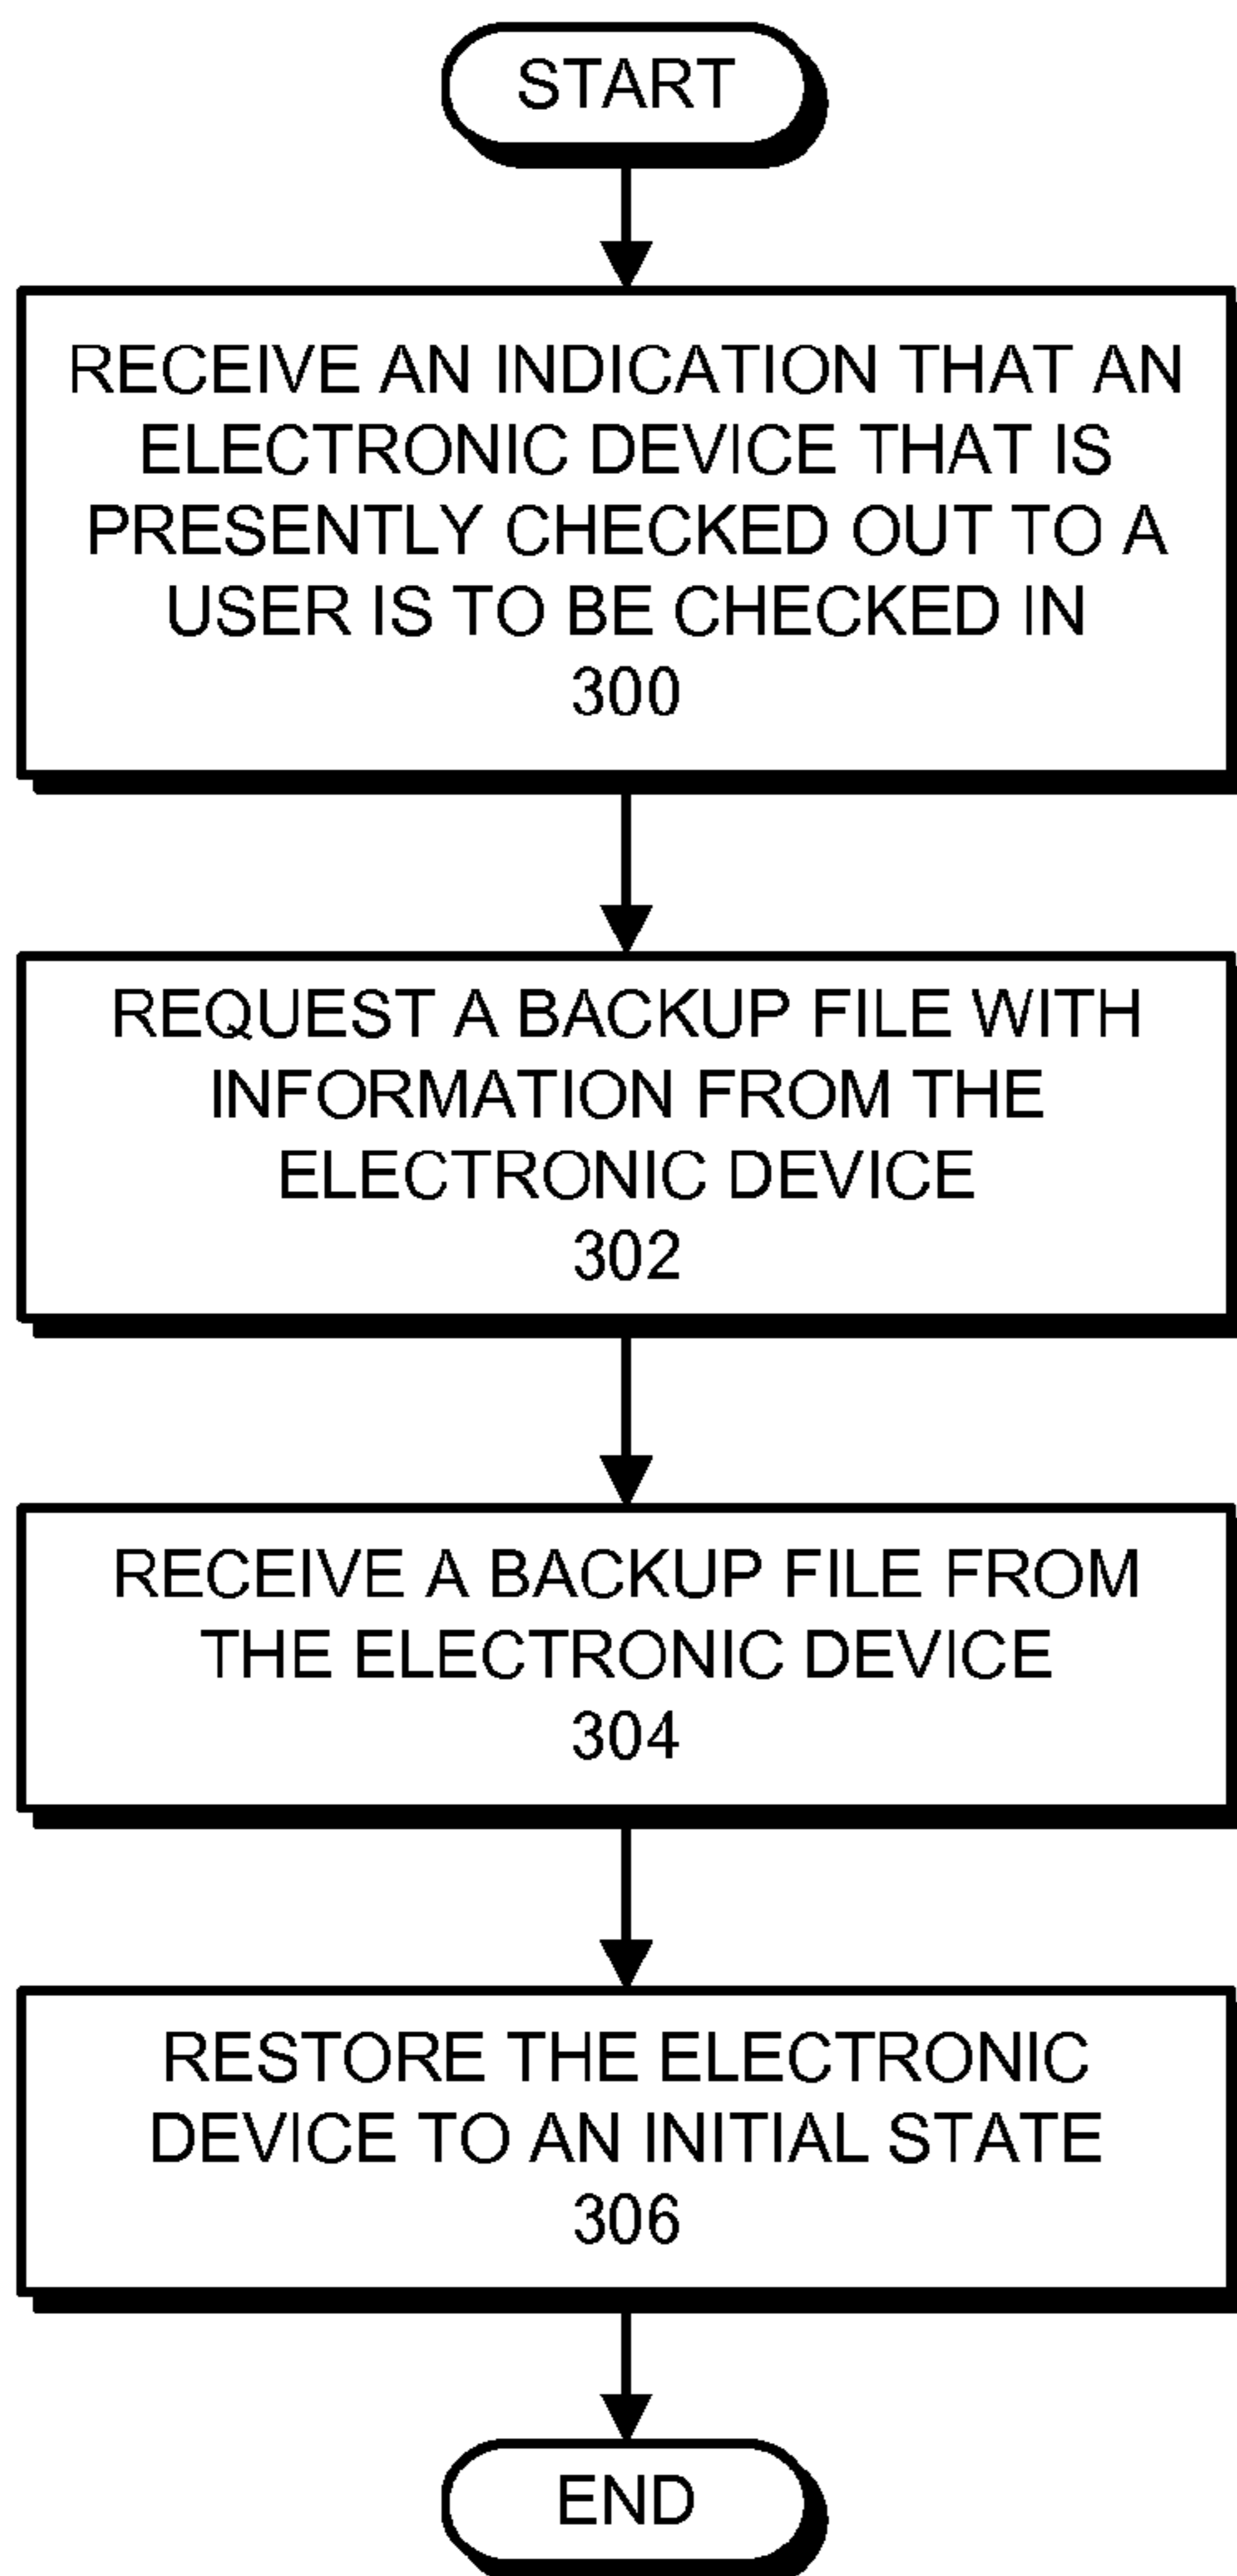 START
RECEIVE AN INDICATION THAT AN
ELECTRONIC DEVICE THAT IS
PRESENTLY CHECKED OUT TO A
USER IS TO BE CHECKED IN
300
REQUEST A BACKUP FILE WITH
INFORMATION FROM THE
ELECTRONIC DEVICE
302
RECEIVE A BACKUP FILE FROM
THE ELECTRONIC DEVICE
304
RESTORE THE ELECTRONIC
DEVICE TO AN INITIAL STATE
306
END